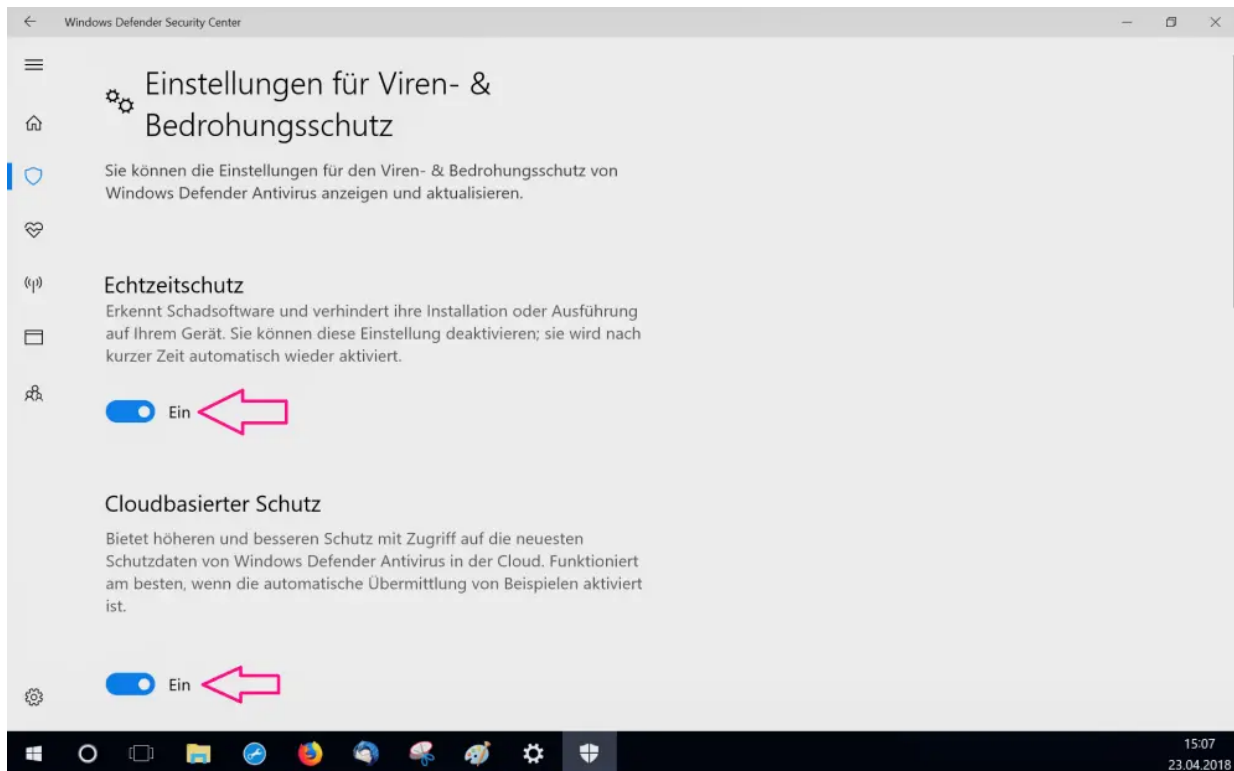 Windows Defender Security Center
Einstellungen für Viren- &
Bedrohungsschutz
Sie können die Einstellungen für den Viren- & Bedrohungsschutz von
Windows Defender Antivirus anzeigen und aktualisieren.
Echtzeitschutz
Erkennt Schadsoftware und verhindert ihre Installation oder Ausführung
auf Ihrem Gerät. Sie können diese Einstellung deaktivieren; sie wird nach
kurzer Zeit automatisch wieder aktiviert.
Ein
Cloudbasierter Schutz
Bietet höheren und besseren Schutz mit Zugriff auf die neuesten
Schutzdaten von Windows Defender Antivirus in der Cloud. Funktioniert
am besten, wenn die automatische Übermittlung von Beispielen aktiviert
ist.
Ein
15:07
23.04.2018